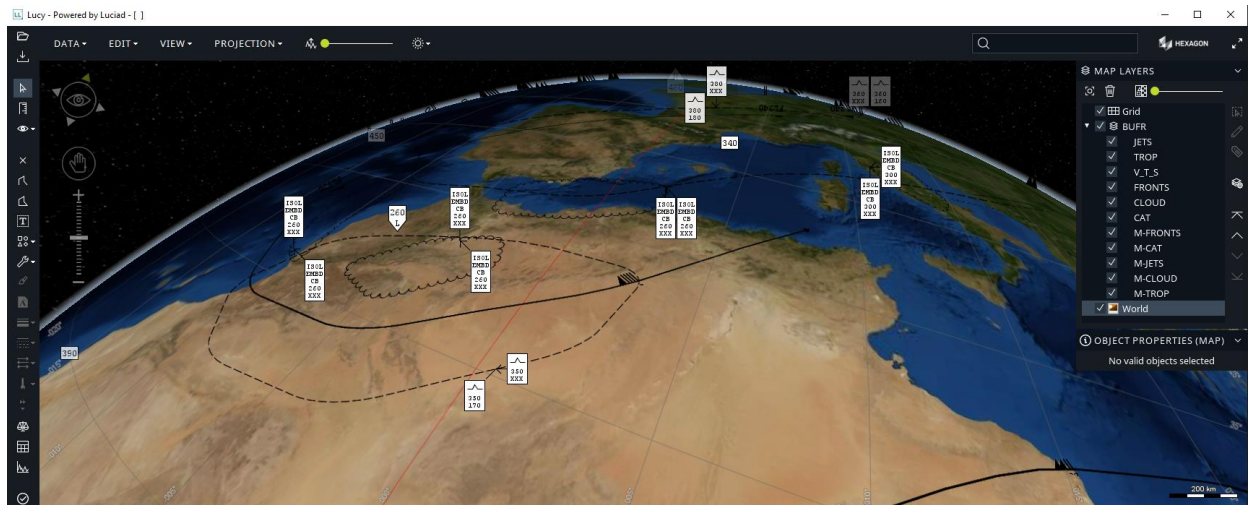 Lucy - Powered by Luciad - [ ]
DATA EDIT VIEW PROJECTION
HEXAGON
MAP LAYERS
Grid
BUFR
JETS
TROP
V_T_S
FRONTS
CLOUD
CAT
M-FRONTS
M-CAT
M-JETS
M-CLOUD
M-TROP
World
OBJECT PROPERTIES (MAP)
No valid objects selected
380
XXX
380
180
340
450
ISOL
EMBD
CB
300
XXX
ISOL
EMBD
CB
300
XXX
ISOL
EMBD
CB
260
XXX
ISOL
EMBD
CB
260
XXX
260
L
ISOL
EMBD
CB
260
XXX
ISOL
EMBD
CB
260
XXX
ISOL
EMBD
CB
260
XXX
ISOL
EMBD
CB
260
XXX
390
350
XXX
350
170
200 km